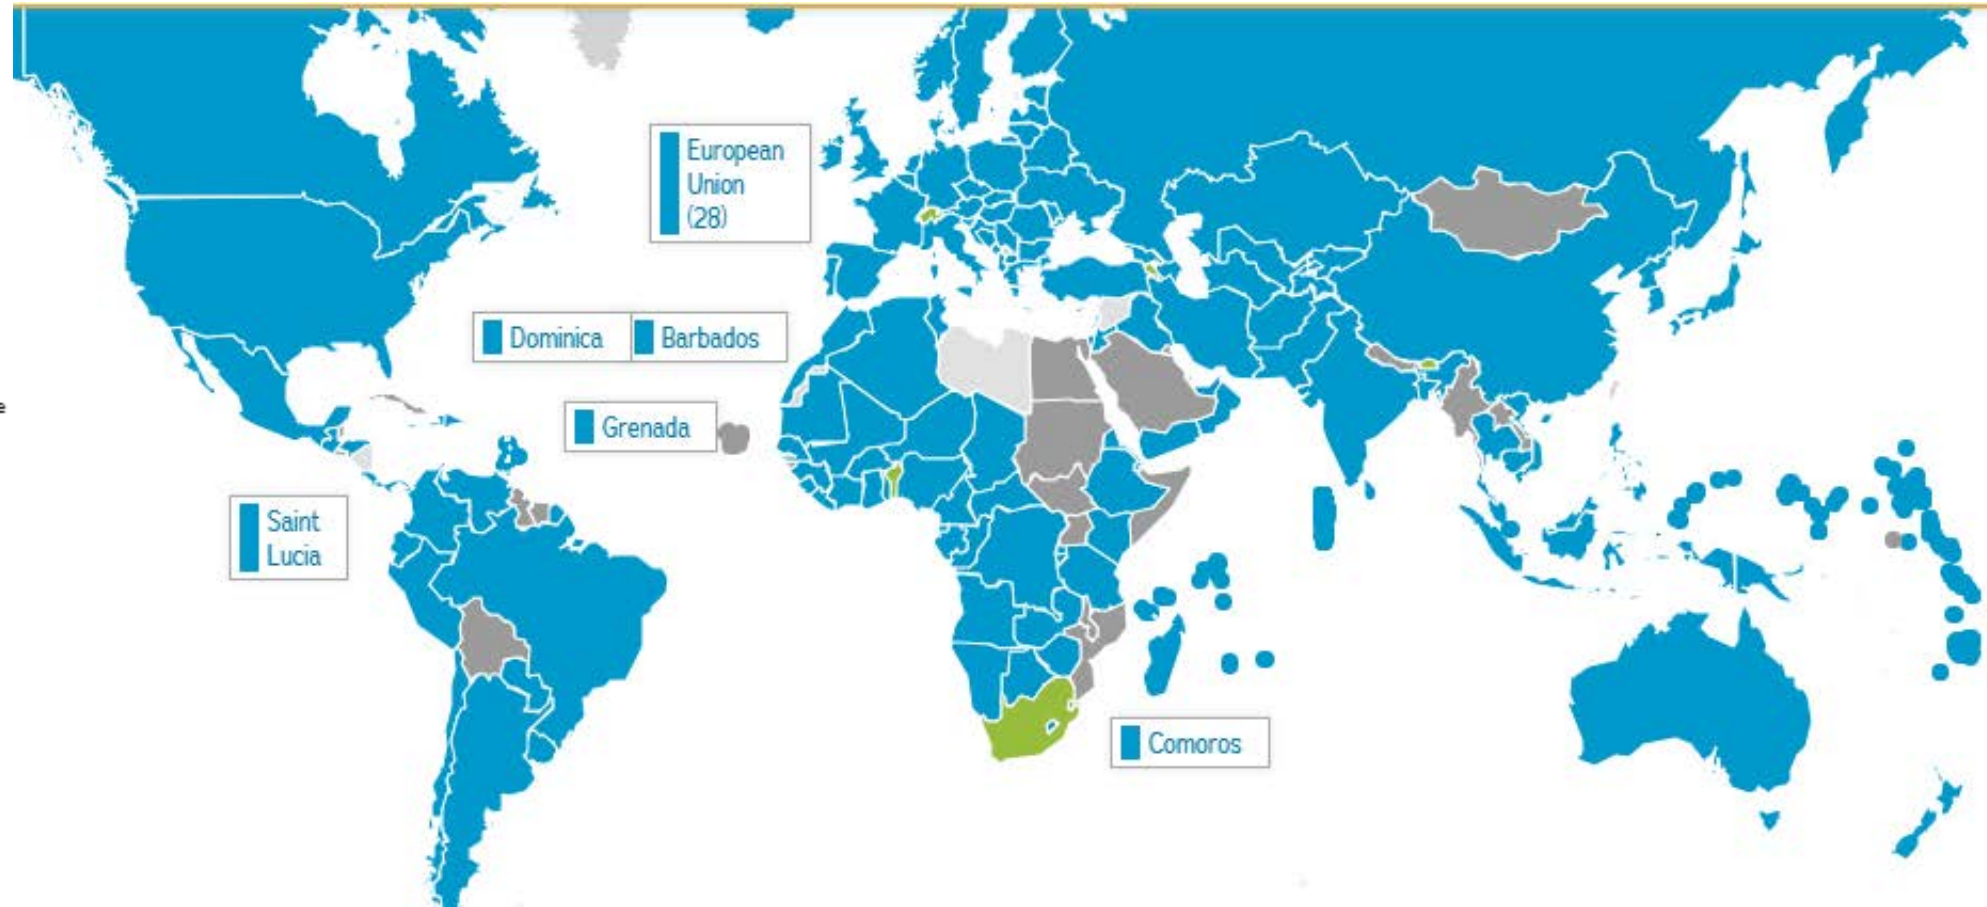 European
Union
(28)
Dominica
Barbados
e
Grenada
Saint
Lucia
Comoros